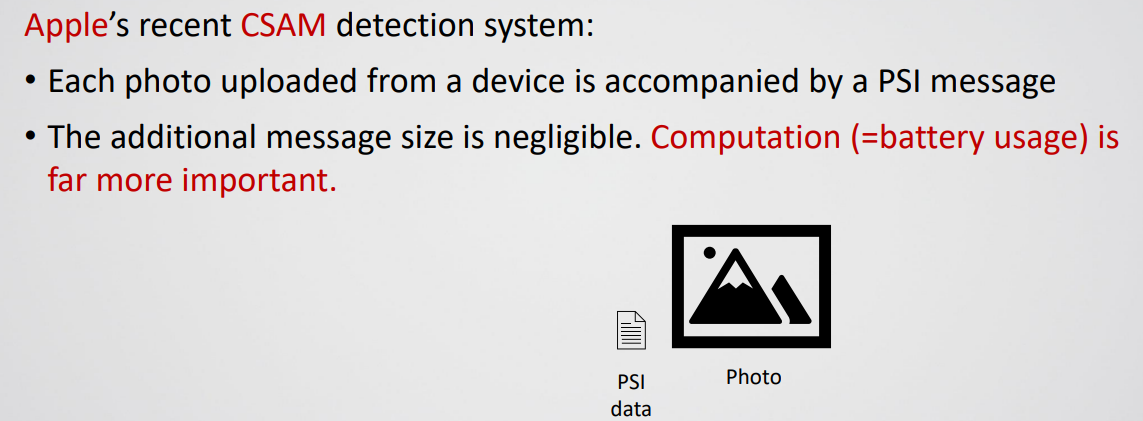 Apple's recent CSAM detection system:
• Each photo uploaded from a device is accompanied by a PSI message
• The additional message size is negligible. Computation (=battery usage) is
far more important.
PSI
data
Photo